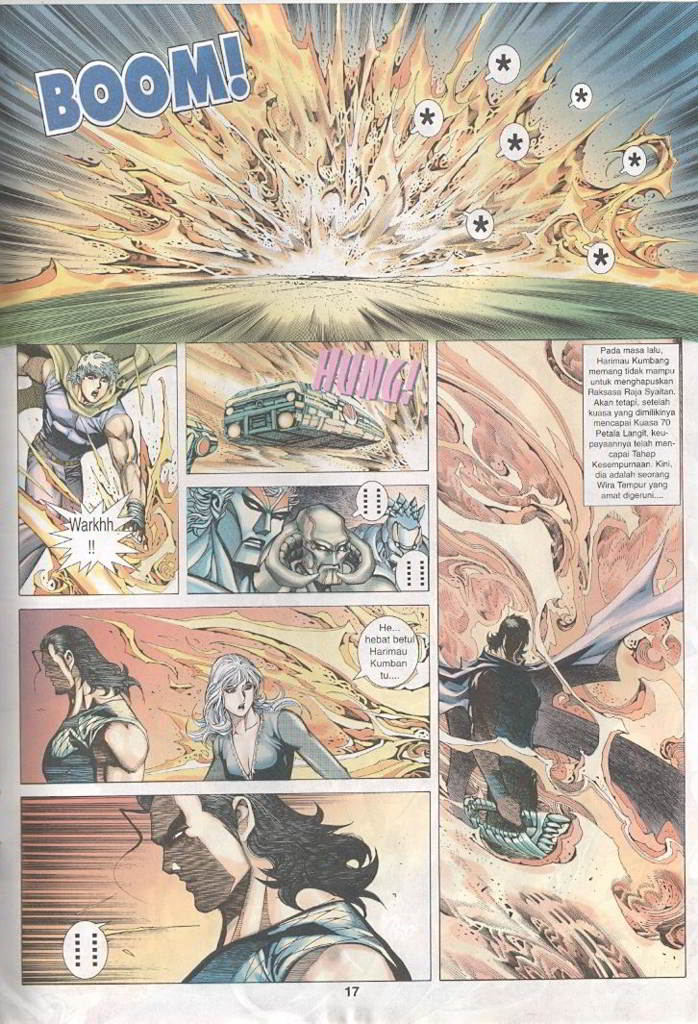 BOOM!
*
*
*
*
*
*
*
Warkhh..
!!
HUNG!
Pada masa lalu,
Harimau Kumbang
memang tidak mampu
untuk menghapuskan
Raksasa Raja Syaitan.
Akan tetapi, setelah
kuasa yang dimilikinya
mencapai Kuasa 70
Petala Langit, keu-
payaannya telah men-
capai Tahap
Kesempurnaan. Kini,
dia adalah seorang
Wira Tempur yang
amat digeruni....
He...
hebat betul
Harimau
Kumban
tu....
17